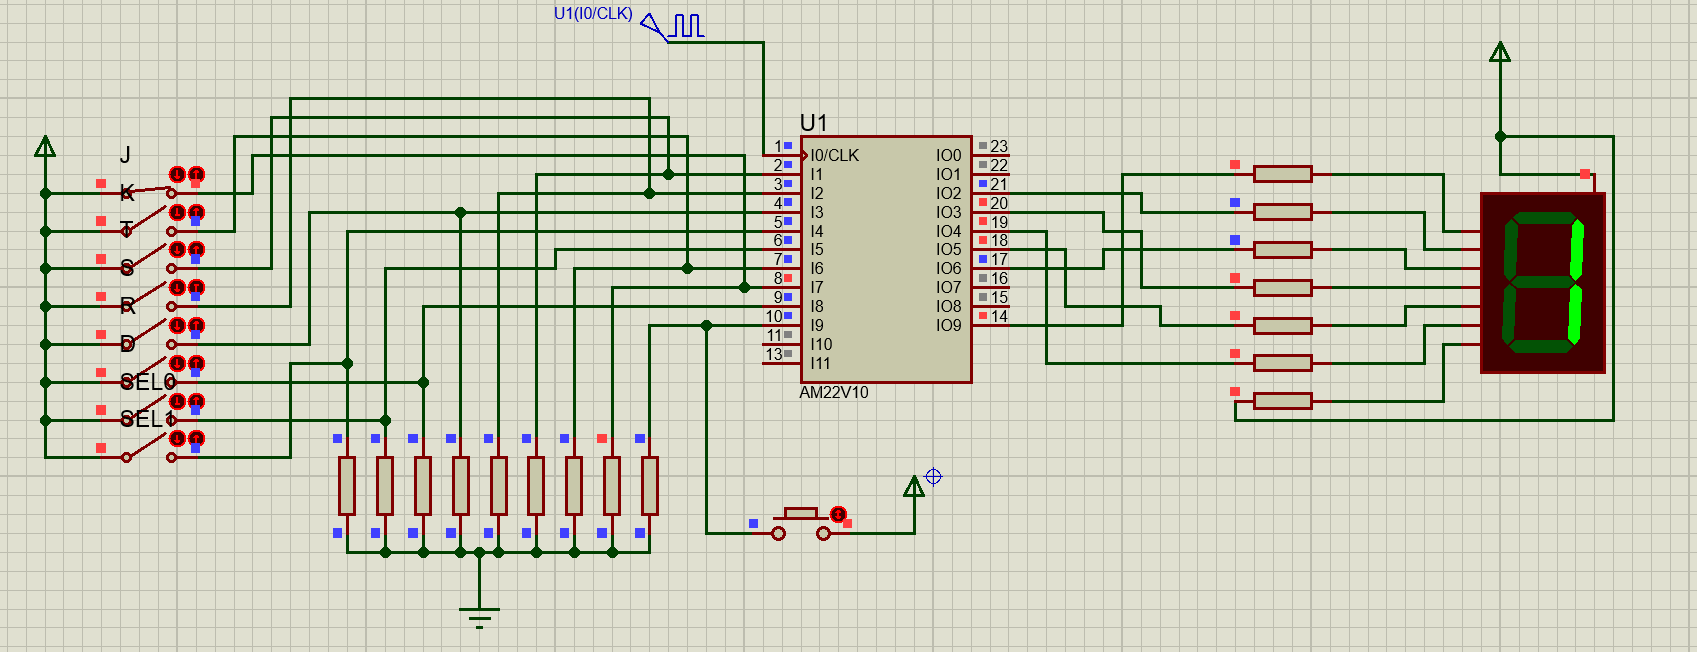 U1(I0/CLK)
J
K
T
S
R
D
SEL0
SEL1
U1
1 I0/CLK IO0 23
2 I1 IO1 22
3 I2 IO2 21
4 I3 IO3 20
5 I4 IO4 19
6 I5 IO5 18
7 I6 IO6 17
8 I7 IO7 16
9 I8 IO8 15
10 I9 IO9 14
11 I10
13 I11
AM22V10